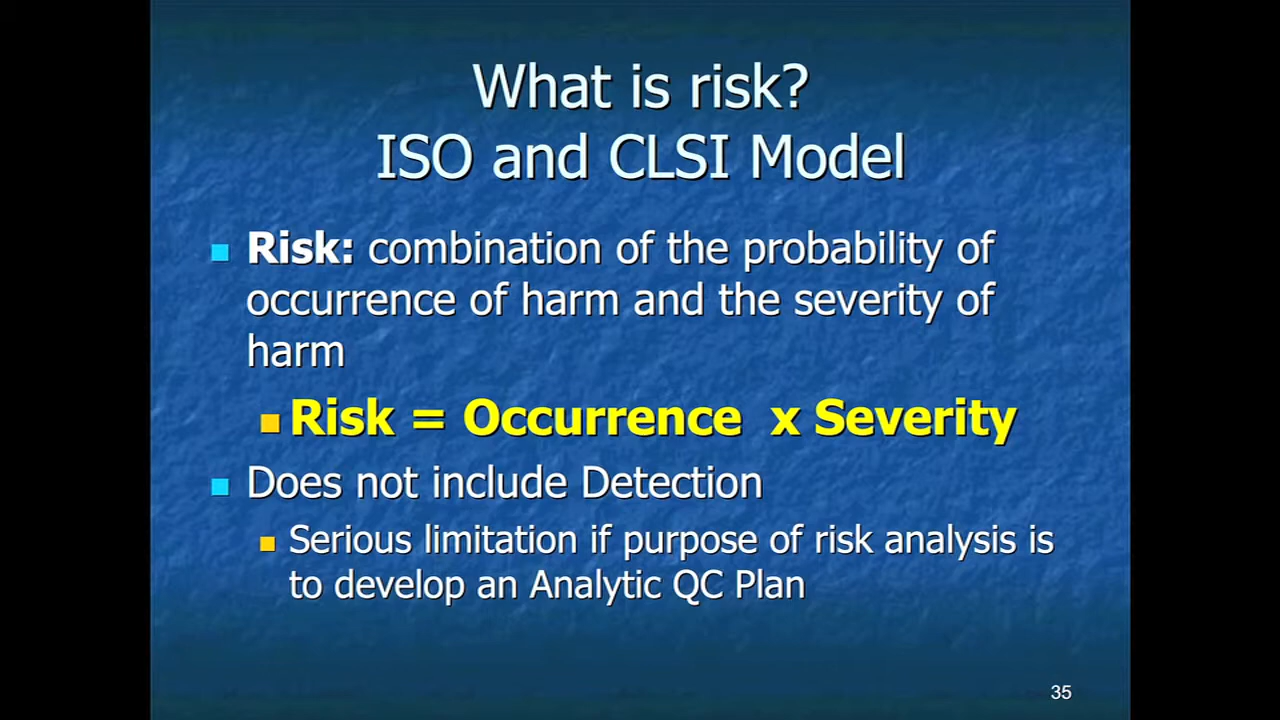 What is risk?
ISO and CLSI Model
Risk: combination of the probability of
occurrence of harm and the severity of
harm
Risk = Occurrence x Severity
Does not include Detection
Serious limitation if purpose of risk analysis is
to develop an Analytic QC Plan
35